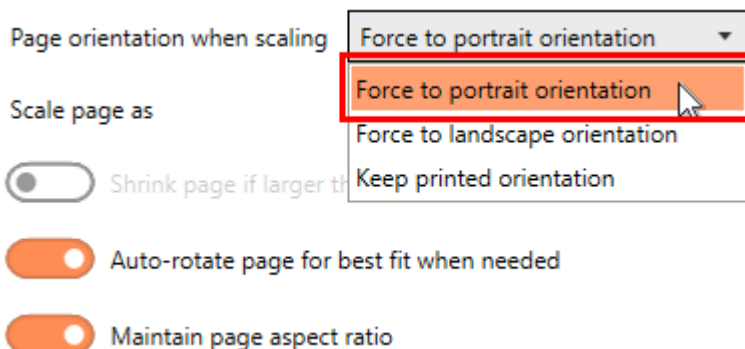 Page orientation when scaling Force to portrait orientation
Force to portrait orientation
Scale page as
Force to landscape orientation
Shrink page if larger Keep printed orientation
Auto-rotate page for best fit when needed
Maintain page aspect ratio